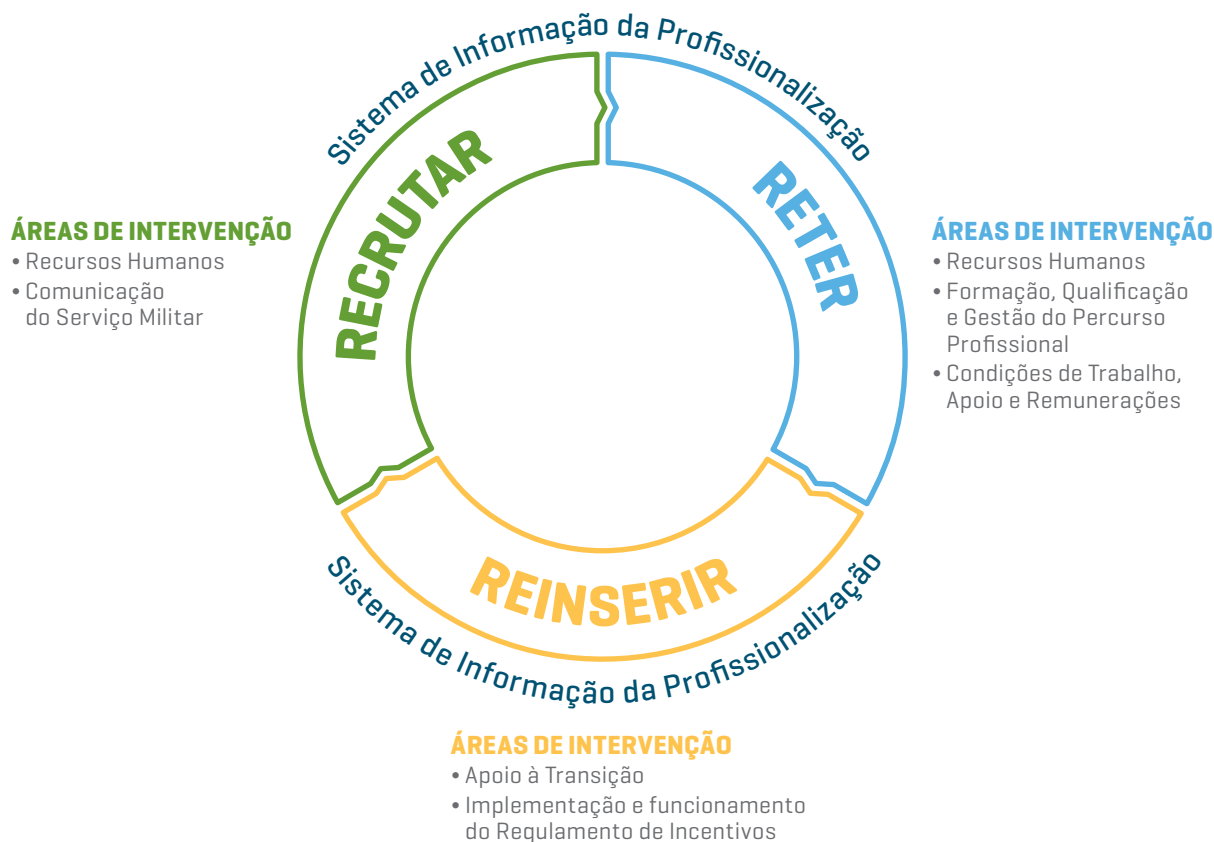 Sistema de Informação da Profissionalização
RECRUTAR
RETER
REINSERIR
Sistema de Informação da Profissionalização
ÁREAS DE INTERVENÇÃO
• Recursos Humanos
• Comunicação
do Serviço Militar
ÁREAS DE INTERVENÇÃO
• Recursos Humanos
• Formação, Qualificação
e Gestão do Percurso
Profissional
• Condições de Trabalho,
Apoio e Remunerações
ÁREAS DE INTERVENÇÃO
• Apoio à Transição
• Implementação e funcionamento
do Regulamento de Incentivos